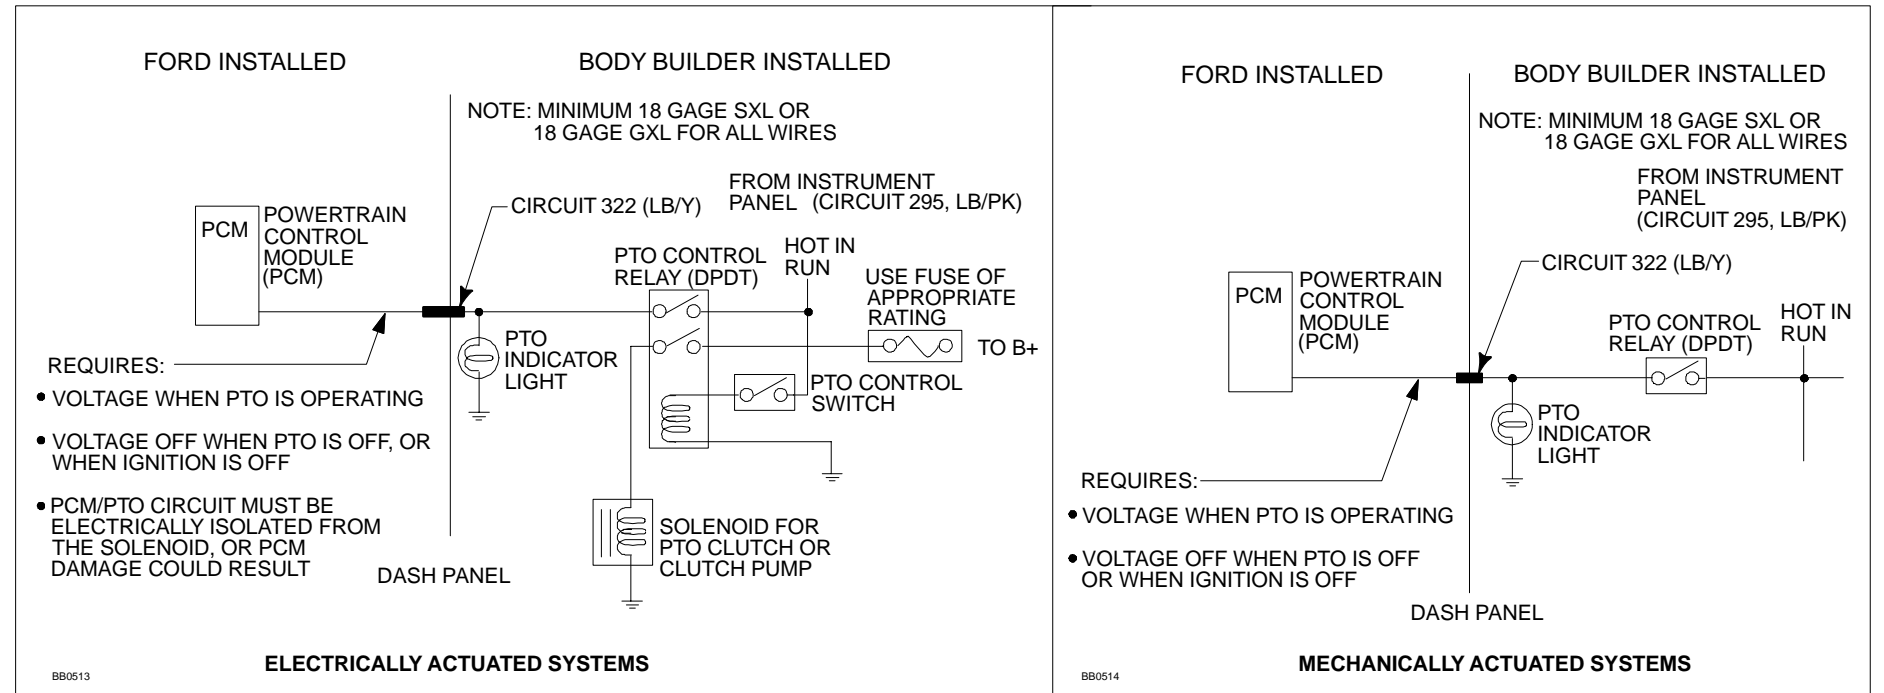 FORD INSTALLED
BODY BUILDER INSTALLED
NOTE: MINIMUM 18 GAGE SXL OR
18 GAGE GXL FOR ALL WIRES
FROM INSTRUMENT
PANEL (CIRCUIT 295, LB/PK)
CIRCUIT 322 (LB/Y)
PCM
POWERTRAIN
CONTROL
MODULE
(PCM)
PTO CONTROL
RELAY (DPDT)
HOT IN
RUN
USE FUSE OF
APPROPRIATE
RATING
TO B+
PTO
INDICATOR
LIGHT
PTO CONTROL
SWITCH
REQUIRES:
• VOLTAGE WHEN PTO IS OPERATING
• VOLTAGE OFF WHEN PTO IS OFF, OR
WHEN IGNITION IS OFF
• PCM/PTO CIRCUIT MUST BE
ELECTRICALLY ISOLATED FROM
THE SOLENOID, OR PCM
DAMAGE COULD RESULT
SOLENOID FOR
PTO CLUTCH OR
CLUTCH PUMP
DASH PANEL
ELECTRICALLY ACTUATED SYSTEMS
BB0513
FORD INSTALLED
BODY BUILDER INSTALLED
NOTE: MINIMUM 18 GAGE SXL OR
18 GAGE GXL FOR ALL WIRES
FROM INSTRUMENT
PANEL
(CIRCUIT 295, LB/PK)
CIRCUIT 322 (LB/Y)
PCM
POWERTRAIN
CONTROL
MODULE
(PCM)
PTO CONTROL
RELAY (DPDT)
HOT IN
RUN
PTO
INDICATOR
LIGHT
REQUIRES:
• VOLTAGE WHEN PTO IS OPERATING
• VOLTAGE OFF WHEN PTO IS OFF
OR WHEN IGNITION IS OFF
DASH PANEL
MECHANICALLY ACTUATED SYSTEMS
BB0514